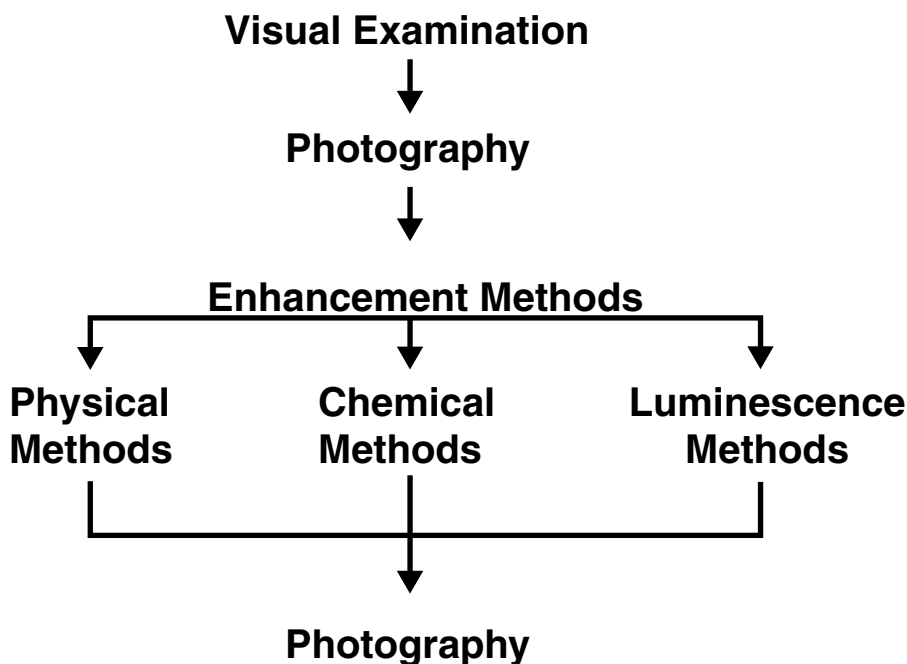 Visual Examination
Photography
Enhancement Methods
Physical
Methods
Chemical
Methods
Luminescence
Methods
Photography